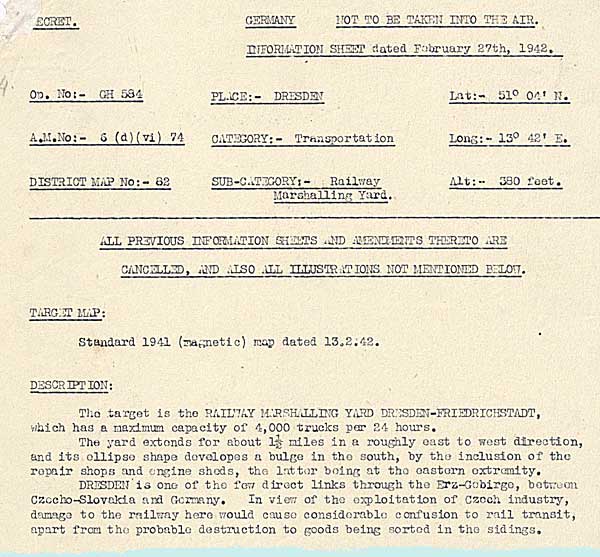 SECRET. GERMANY NOT TO BE TAKEN INTO THE AIR.
INFORMATION SHEET dated February 27th, 1942.
4.
Op. No:- GH 584 PLACE:- DRESDEN Lat:- 51° 04' N.
A.M.No:- 6 (d)(vi) 74 CATEGORY:- Transportation Long:- 13° 42' E.
DISTRICT MAP No:- 82 SUB-CATEGORY:- Railway Alt:- 380 feet.
Marshalling Yard.
ALL PREVIOUS INFORMATION SHEETS AND AMENDMENTS THERETO ARE
CANCELLED, AND ALSO ALL ILLUSTRATIONS NOT MENTIONED BELOW.
TARGET MAP:
Standard 1941 (magnetic) map dated 13.2.42.
DESCRIPTION:
The target is the RAILWAY MARSHALLING YARD DRESDEN-FRIEDRICHSTADT,
which has a maximum capacity of 4,000 trucks per 24 hours.
The yard extends for about 1½ miles in a roughly east to west direction,
and its ellipse shape developes a bulge in the south, by the inclusion of the
repair shops and engine sheds, the latter being at the eastern extremity.
DRESDEN is one of the few direct links through the Erz-Gebirge, between
Czecho-Slovakia and Germany. In view of the exploitation of Czech industry,
damage to the railway here would cause considerable confusion to rail transit,
apart from the probable destruction to goods being sorted in the sidings.